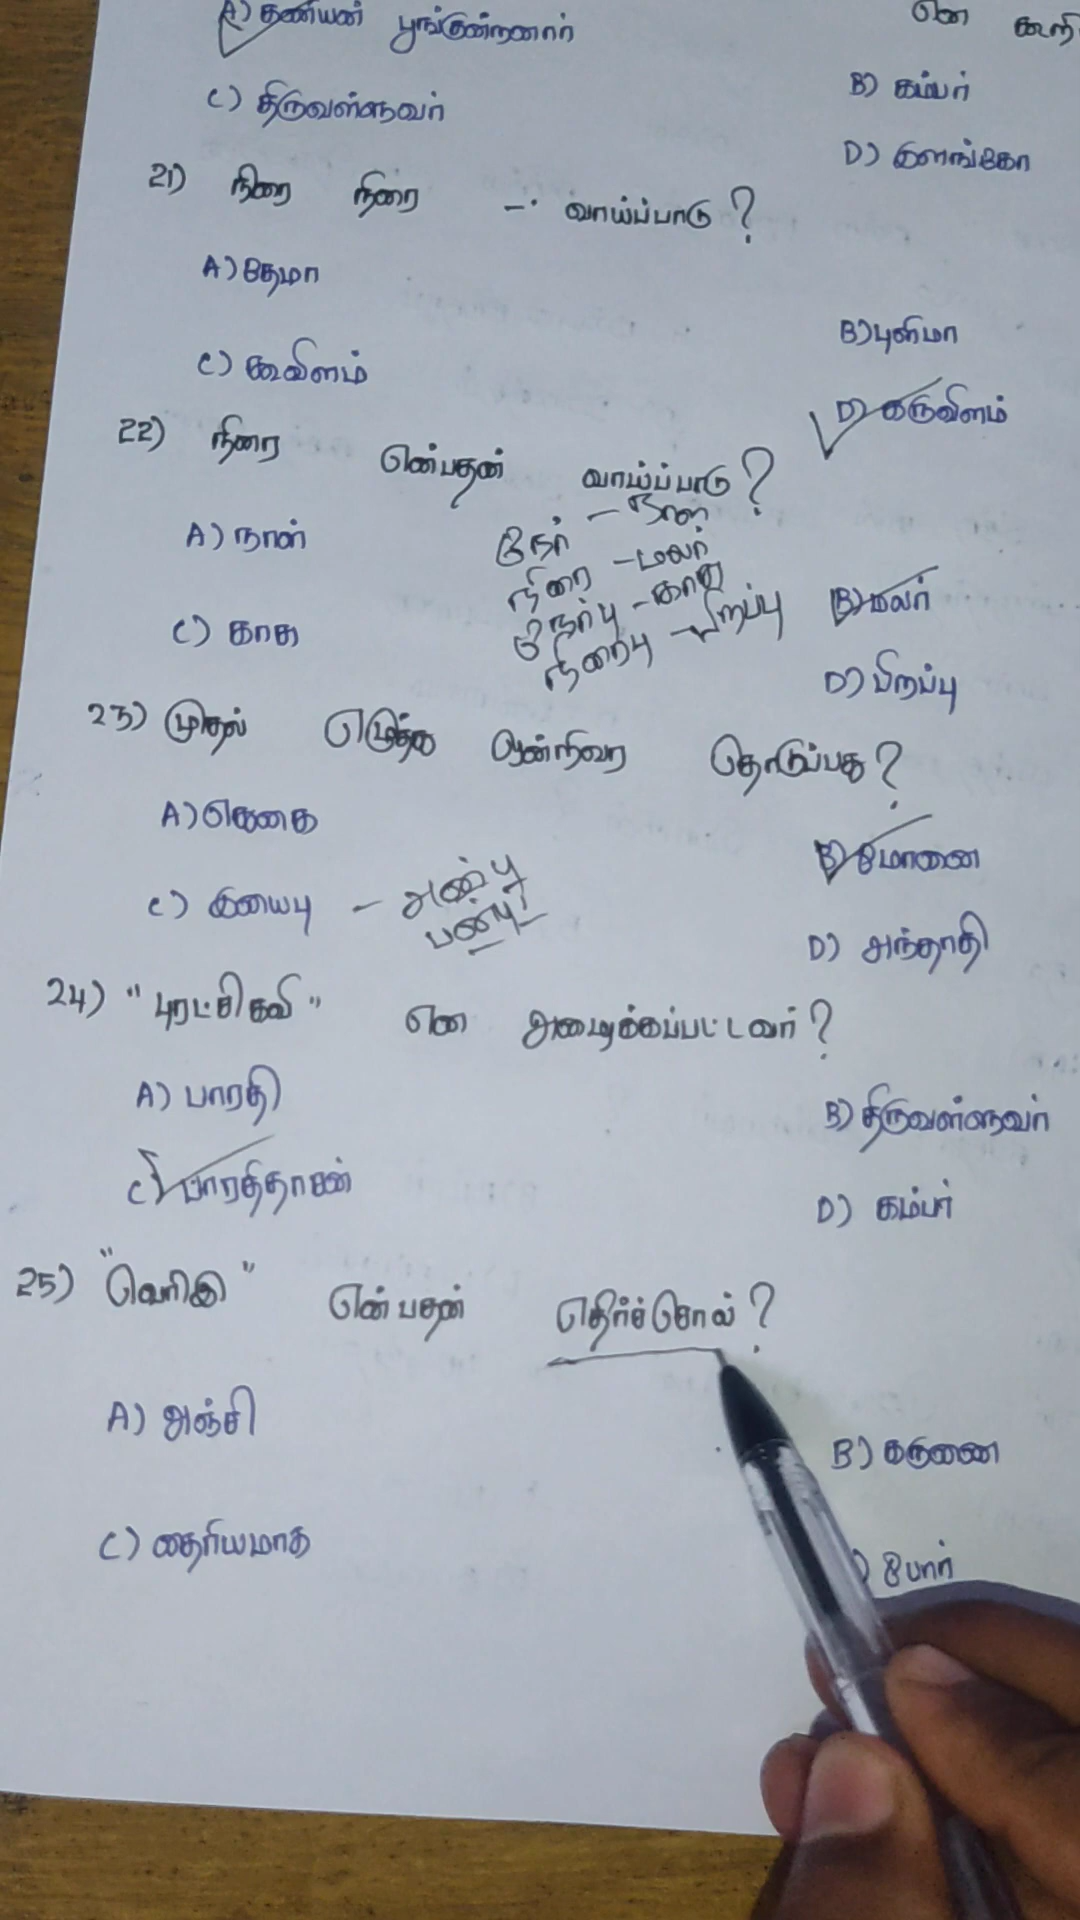 என கூறி
A) கணியன் பூங்குன்றனார்
B) கம்பர்
C) திருவள்ளுவர்
D) இளங்கோ
21) நிரை நிரை - வாய்ப்பாடு?
A) தேமா
B) புளிமா
C) கூவிளம்
D) கருவிளம்
22) நிரை என்பதன் வாய்ப்பாடு?
A) நாள்
நேர் - நாள்
நிரை - மலர்
B) மலர்
நேர்பு - காசு
C) காசு
நிரைபு - பிறப்பு
D) பிறப்பு
23) முதல் எழுத்து ஒன்றிவர தொடுப்பது?
A) எதுகை
B) மோனை
C) இயைபு - அன்பு
பண்பு
D) அந்தாதி
24) "புரட்சிகவி" என அழைக்கப்பட்டவர்?
A) பாரதி
B) திருவள்ளுவர்
C) பாரதிதாசன்
D) கம்பர்
25) "வெரீஇ" என்பதன் எதிர்ச்சொல்?
A) அஞ்சி
B) கருணை
C) தைரியமாக
) போர்